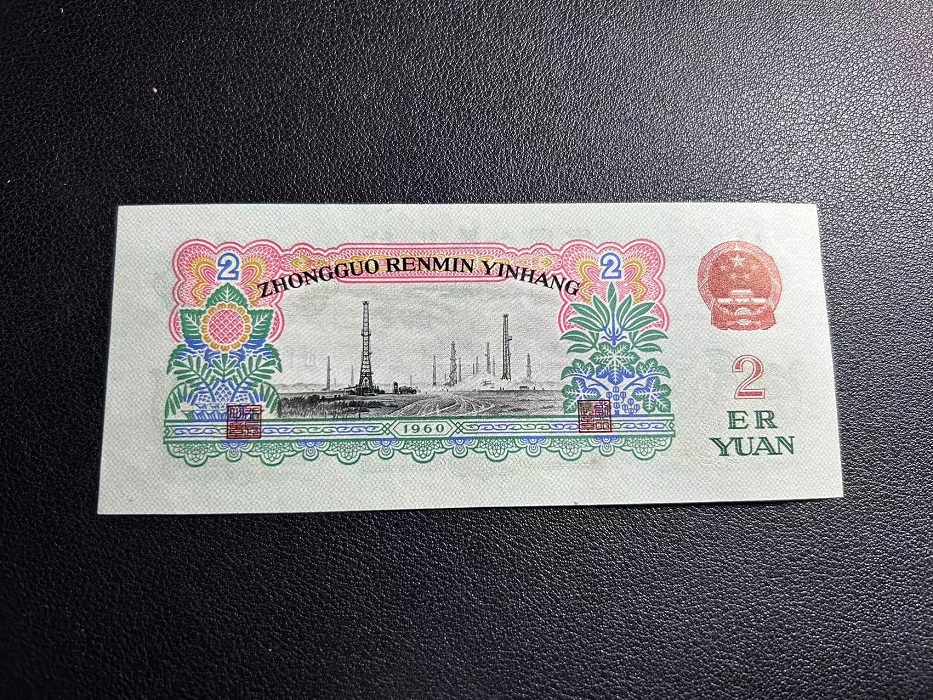 2
2
ZHONGGUO RENMIN YINHANG
1960
2
ER
YUAN